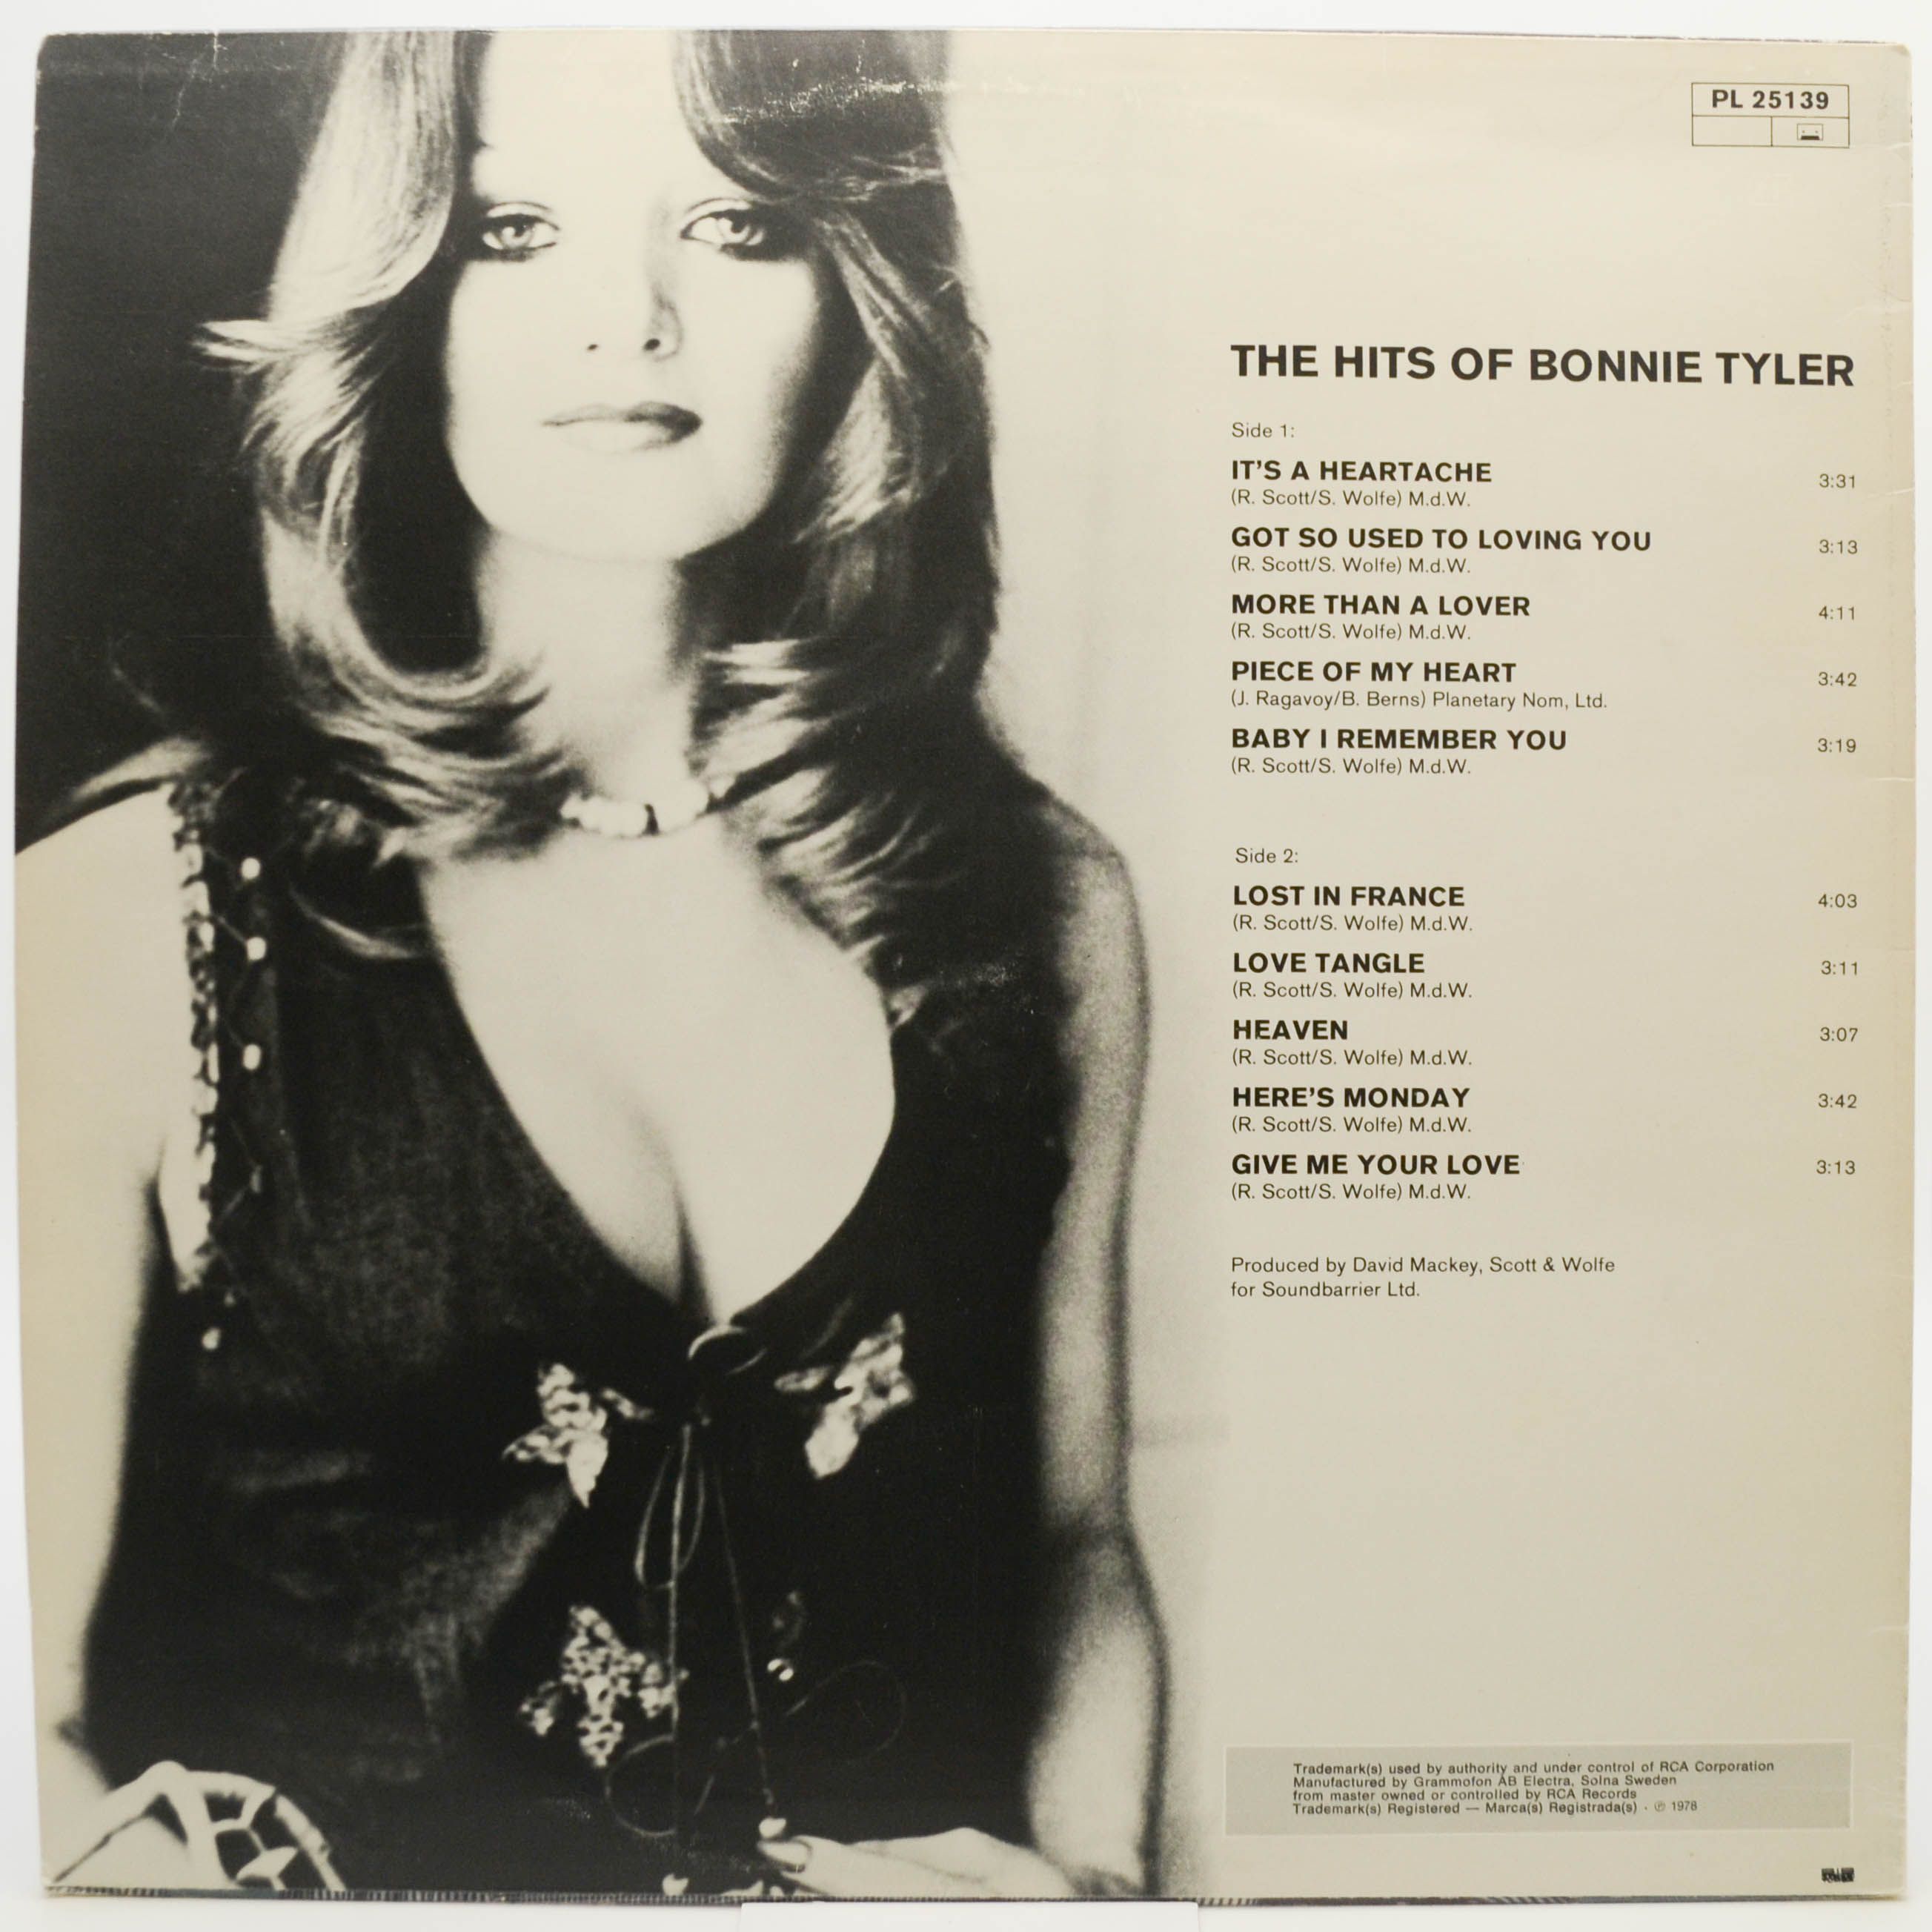 PL 25139
THE HITS OF BONNIE TYLER
Side 1:
IT'S A HEARTACHE 3:31
(R. Scott/S. Wolfe) M.d.W.
GOT SO USED TO LOVING YOU 3:13
(R. Scott/S. Wolfe) M.d.W.
MORE THAN A LOVER 4:11
(R. Scott/S. Wolfe) M.d.W.
PIECE OF MY HEART 3:42
(J. Ragavoy/B. Berns) Planetary Nom, Ltd.
BABY I REMEMBER YOU 3:19
(R. Scott/S. Wolfe) M.d.W.
Side 2:
LOST IN FRANCE 4:03
(R. Scott/S. Wolfe) M.d.W.
LOVE TANGLE 3:11
(R. Scott/S. Wolfe) M.d.W.
HEAVEN 3:07
(R. Scott/S. Wolfe) M.d.W.
HERE'S MONDAY 3:42
(R. Scott/S. Wolfe) M.d.W.
GIVE ME YOUR LOVE 3:13
(R. Scott/S. Wolfe) M.d.W.
Produced by David Mackey, Scott & Wolfe
for Soundbarrier Ltd.
Trademark(s) used by authority and under control of RCA Corporation
Manufactured by Grammofon AB Electra, Solna Sweden
from master owned or controlled by RCA Records
Trademark(s) Registered — Marca(s) Registrada(s) · ℗ 1978